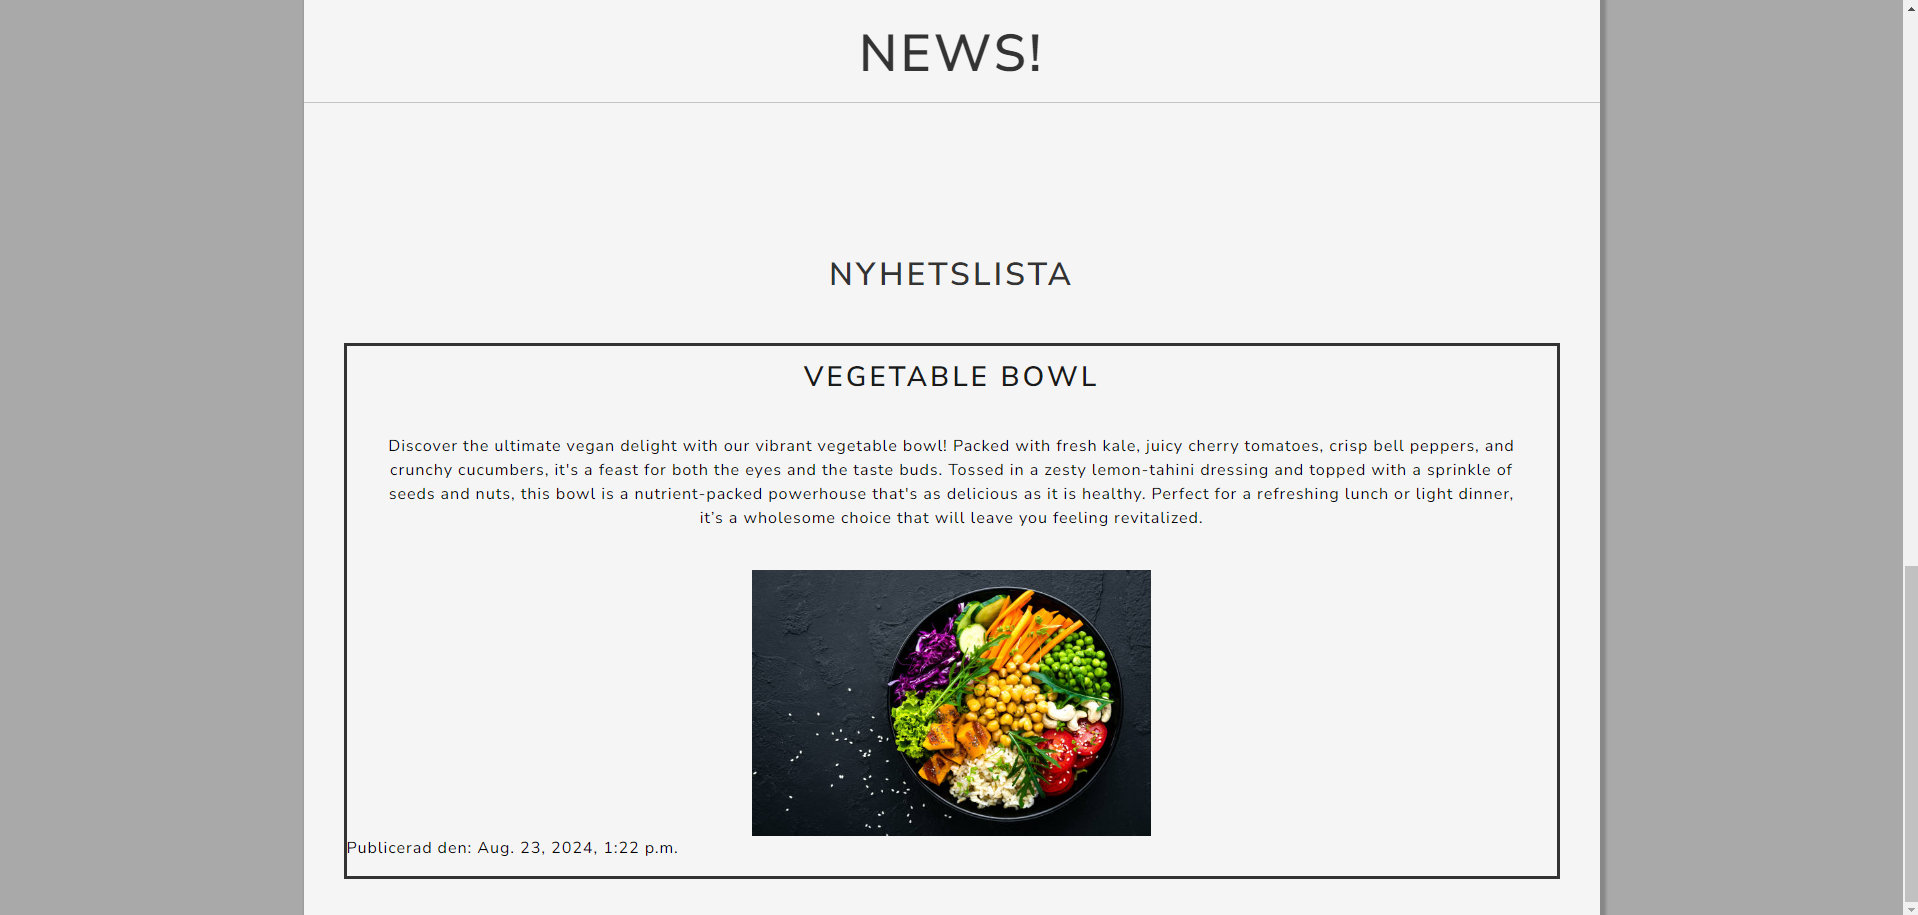 NEWS!
NYHETSLISTA
VEGETABLE BOWL
Discover the ultimate vegan delight with our vibrant vegetable bowl! Packed with fresh kale, juicy cherry tomatoes, crisp bell peppers, and
crunchy cucumbers, it's a feast for both the eyes and the taste buds. Tossed in a zesty lemon-tahini dressing and topped with a sprinkle of
seeds and nuts, this bowl is a nutrient-packed powerhouse that's as delicious as it is healthy. Perfect for a refreshing lunch or light dinner,
it’s a wholesome choice that will leave you feeling revitalized.
Publicerad den: Aug. 23, 2024, 1:22 p.m.